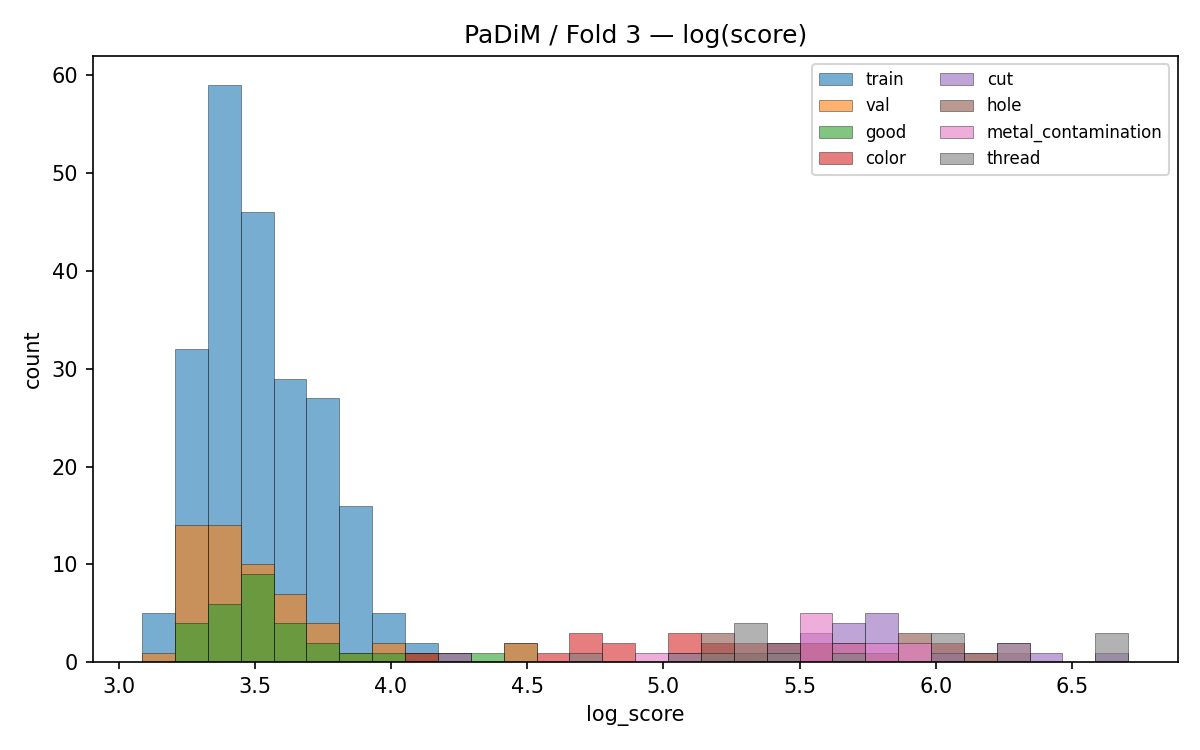 PaDiM / Fold 3 — log(score)
60
50
40
30
20
10
0
count
train
val
good
color
cut
hole
metal_contamination
thread
3.0 3.5 4.0 4.5 5.0 5.5 6.0 6.5
log_score